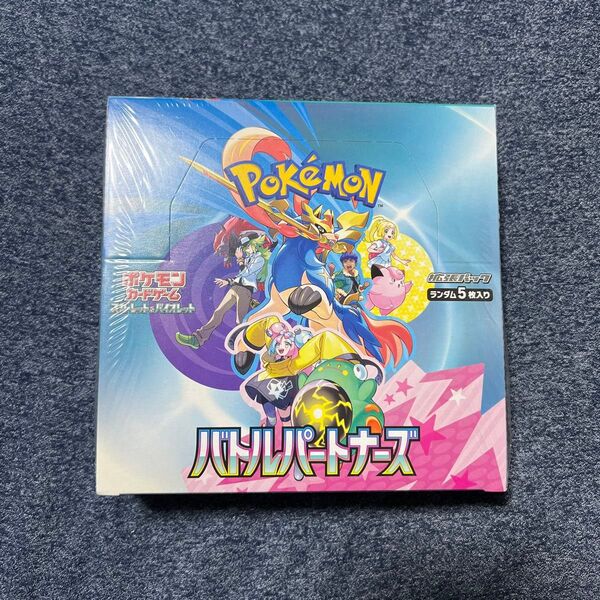 POKÉMON
TM
ポケモン
カードゲーム
スカーレット&バイオレット
拡張パック
ランダム5枚入り
バトルパートナーズ